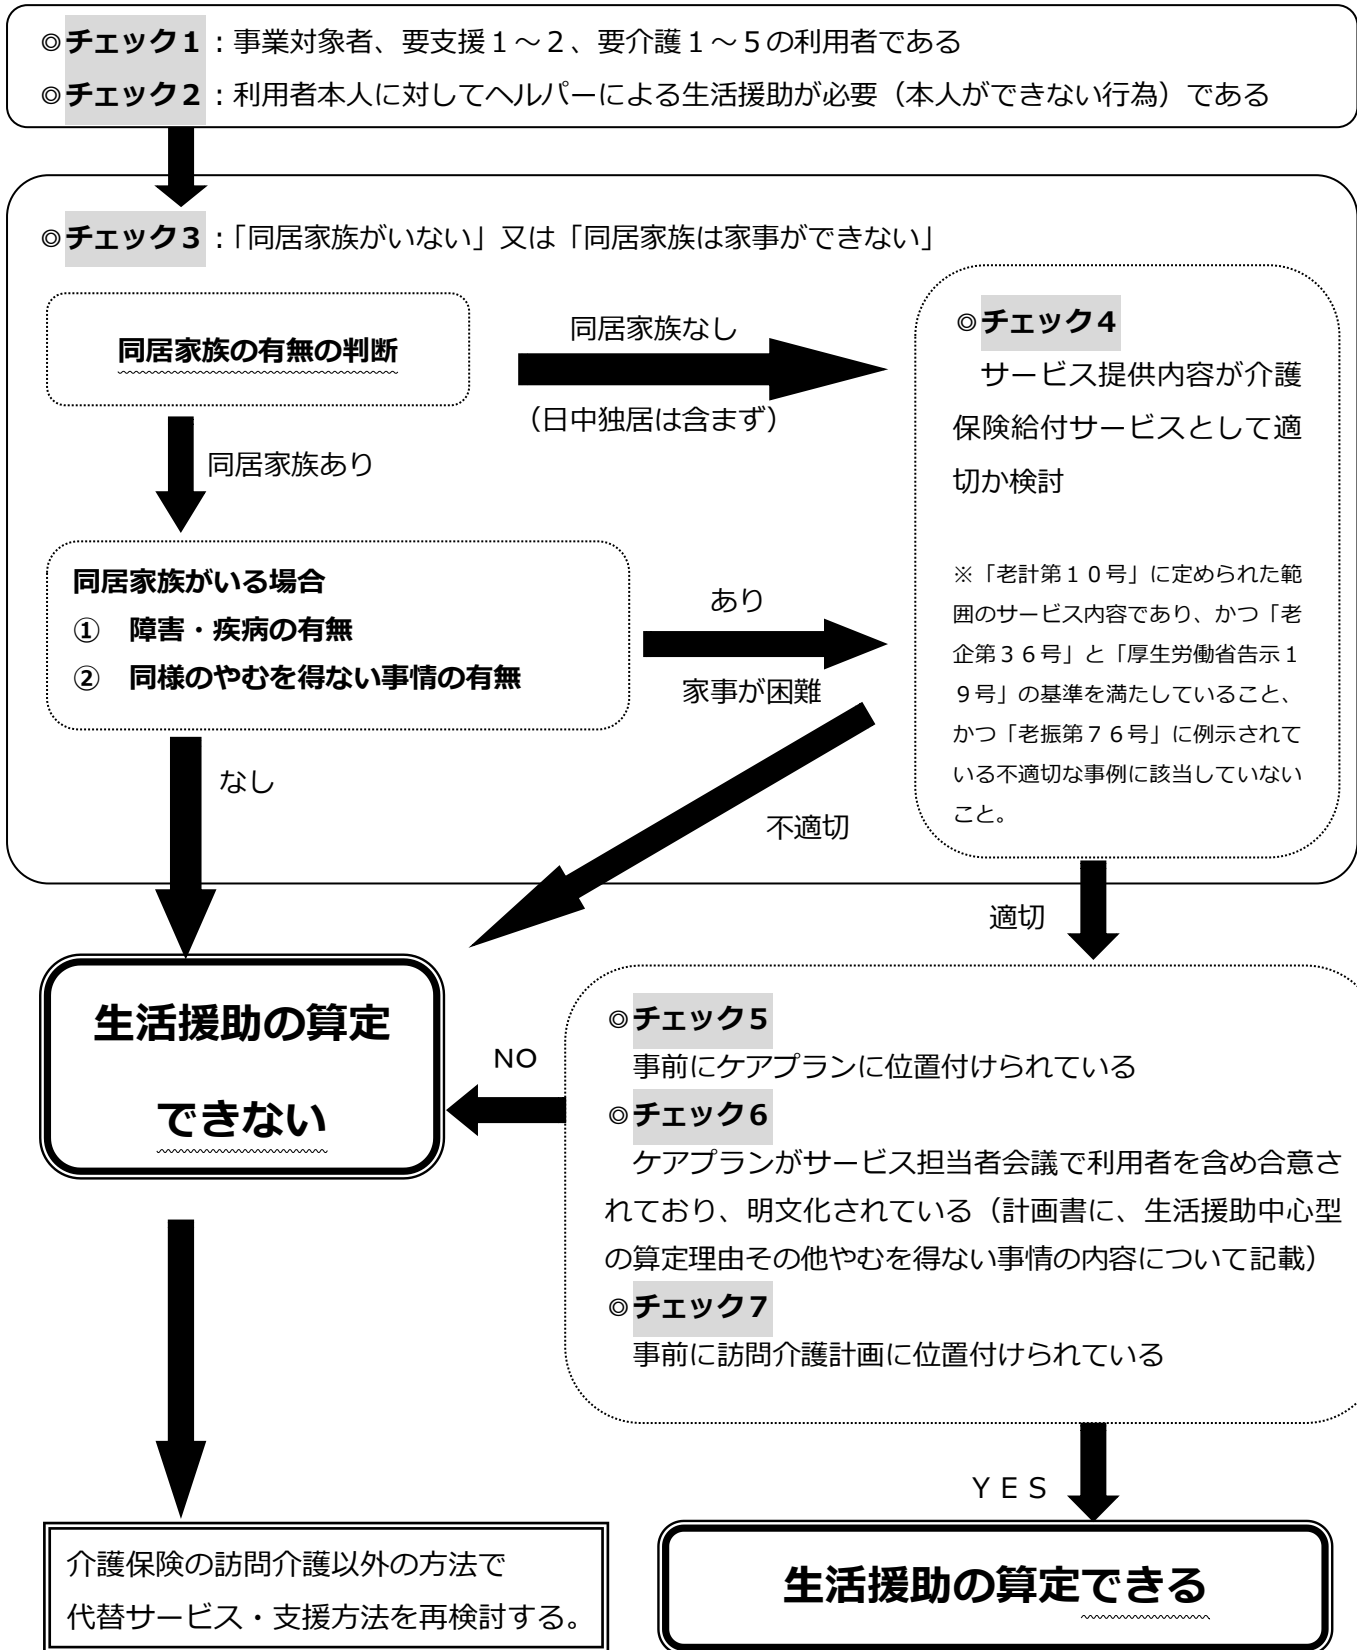 ◎チェック１：事業対象者、要支援１～２、要介護１～５の利用者である
◎チェック２：利用者本人に対してヘルパーによる生活援助が必要（本人ができない行為）である
◎チェック３：「同居家族がいない」又は「同居家族は家事ができない」
同居家族の有無の判断
同居家族なし
（日中独居は含まず）
同居家族あり
◎チェック４
サービス提供内容が介護
保険給付サービスとして適
切か検討
※「老計第１０号」に定められた範
囲のサービス内容であり、かつ「老
企第３６号」と「厚生労働省告示１
９号」の基準を満たしていること、
かつ「老振第７６号」に例示されて
いる不適切な事例に該当していない
こと。
同居家族がいる場合
① 障害・疾病の有無
② 同様のやむを得ない事情の有無
あり
家事が困難
なし
不適切
適切
生活援助の算定
できない
NO
◎チェック５
事前にケアプランに位置付けられている
◎チェック６
ケアプランがサービス担当者会議で利用者を含め合意さ
れており、明文化されている（計画書に、生活援助中心型
の算定理由その他やむを得ない事情の内容について記載）
◎チェック７
事前に訪問介護計画に位置付けられている
ＹＥＳ
介護保険の訪問介護以外の方法で
代替サービス・支援方法を再検討する。
生活援助の算定できる